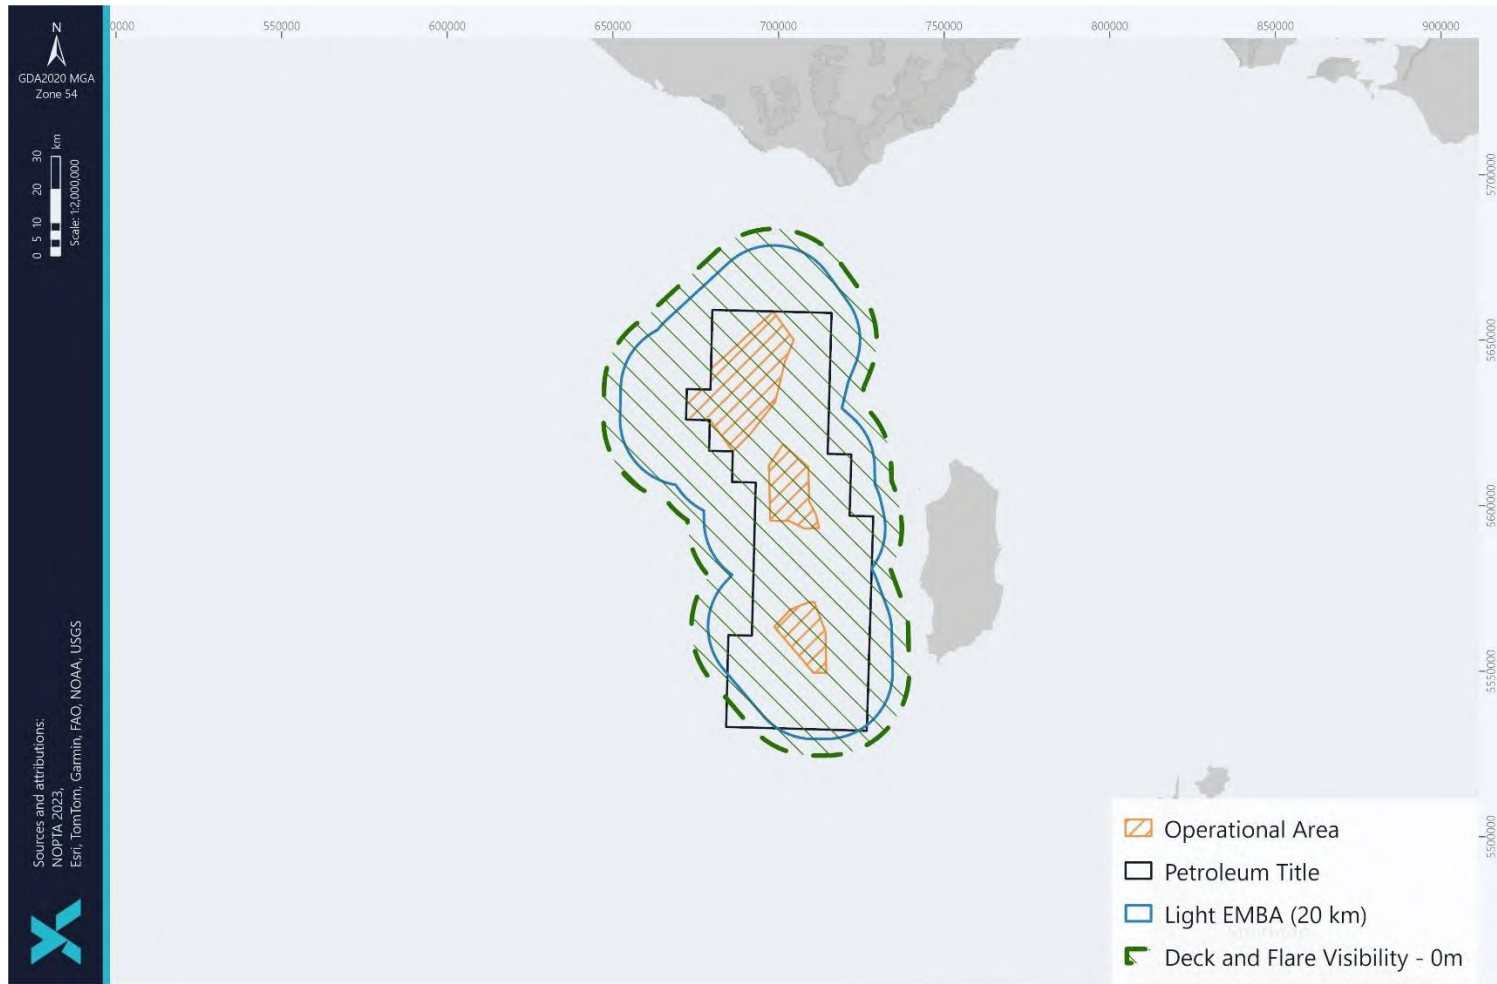 N
GDA2020 MGA
Zone 54
0 5 10 20 30 km
Scale: 1:2,000,000
Sources and attributions:
NOPTA 2023,
Esri, TomTom, Garmin, FAO, NOAA, USGS
0000 550000 600000 650000 700000 750000 800000 850000 900000
5700000
5650000
5600000
5550000
5500000
Operational Area
Petroleum Title
Light EMBA (20 km)
Deck and Flare Visibility - 0m